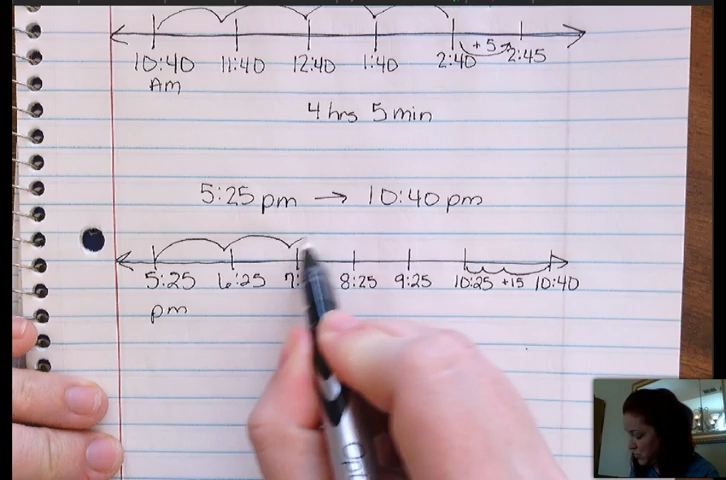 10:40 11:40 12:40 1:40 2:40 +5 2:45
Am
4 hrs 5 min
5:25 pm → 10:40 pm
5:25 6:25 8:25 9:25 10:25 +15 10:40
pm